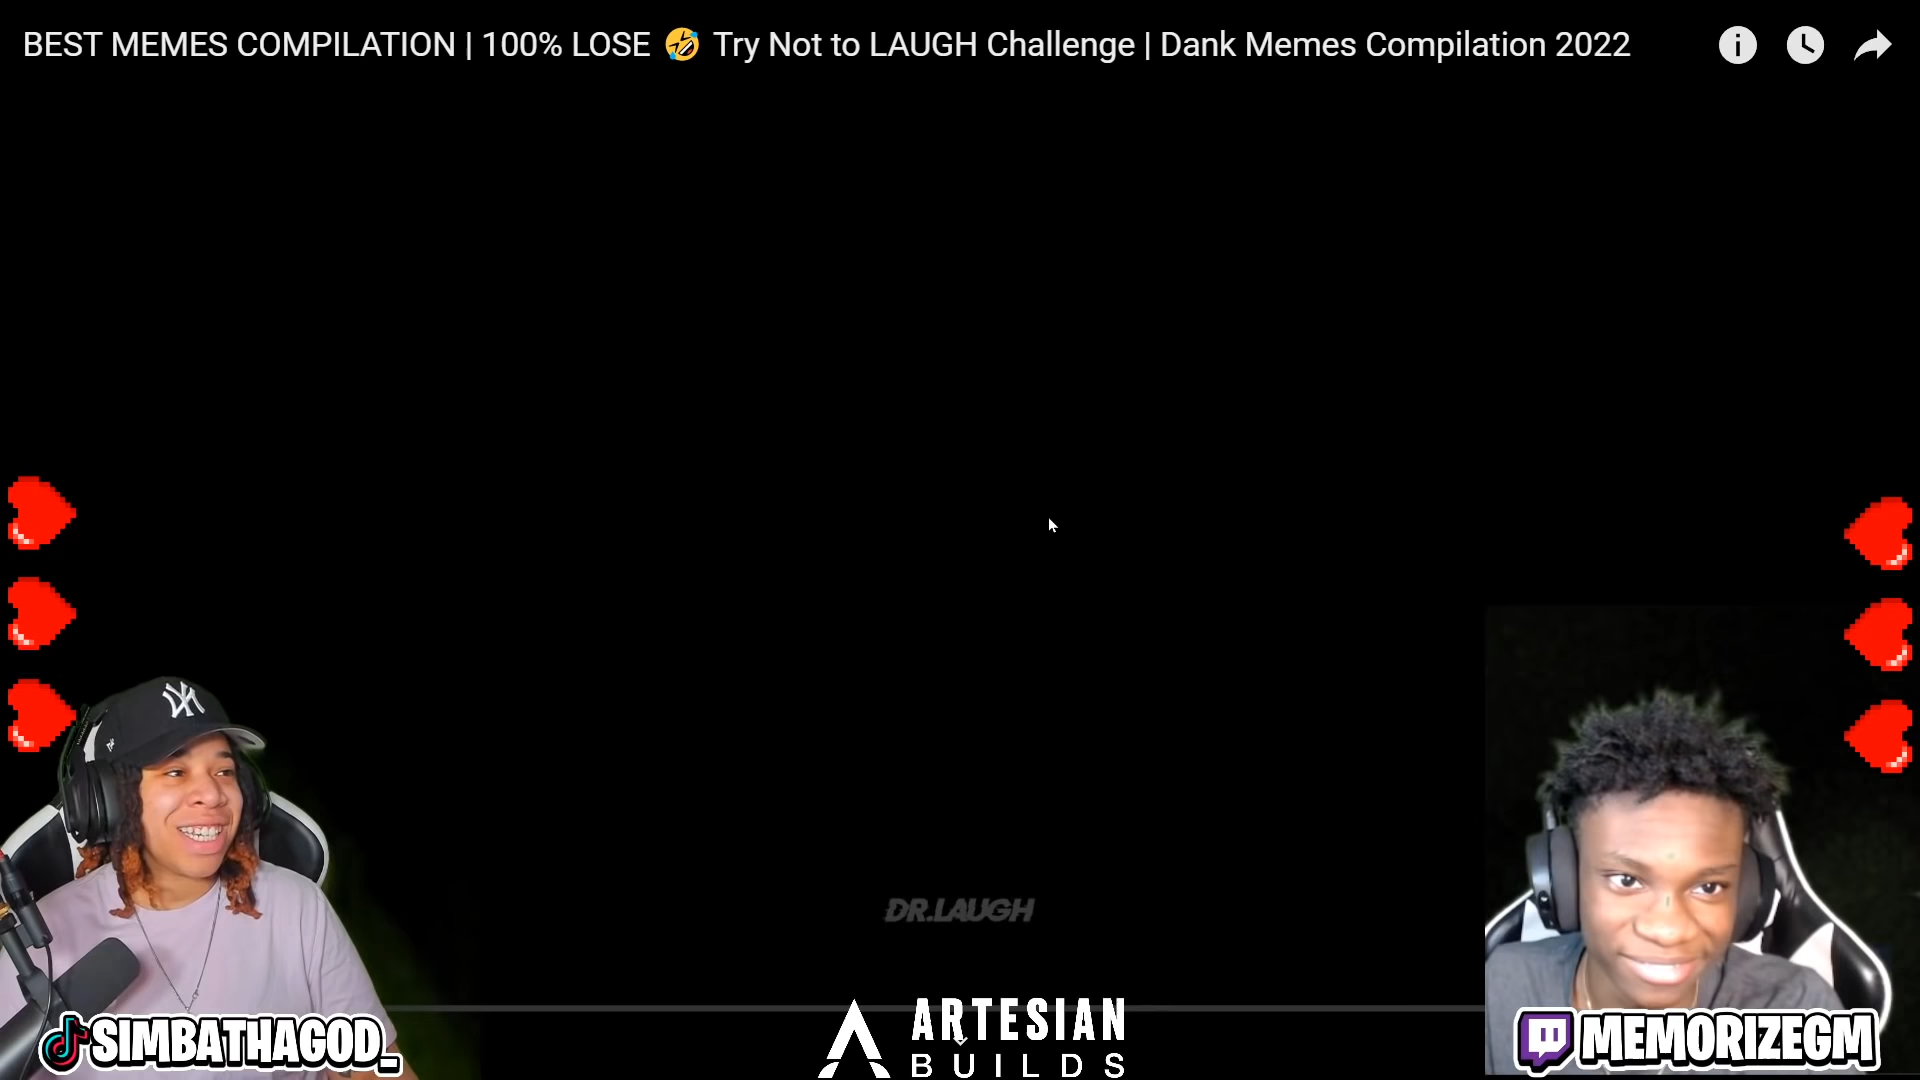 BEST MEMES COMPILATION | 100% LOSE 🤣 Try Not to LAUGH Challenge | Dank Memes Compilation 2022
NY
DR.LAUGH
ARTESIAN
BUILDS
SIMBATHAGOD_
MEMORIZEGM